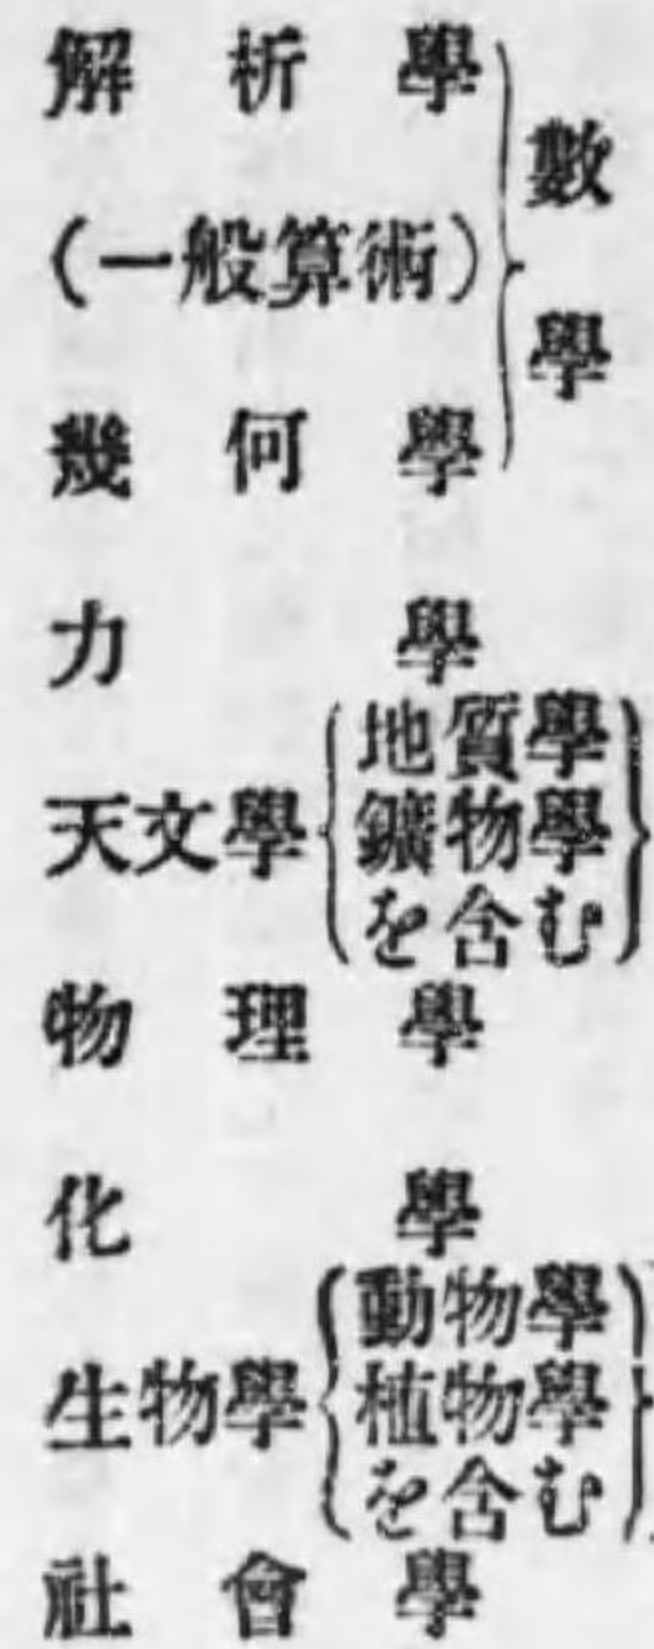 解析學
(一般算術)
幾何學
數學
力學
天文學
地質學
鑛物學
を含む
物理學
化學
生物學
動物學
植物學
を含む
社會學